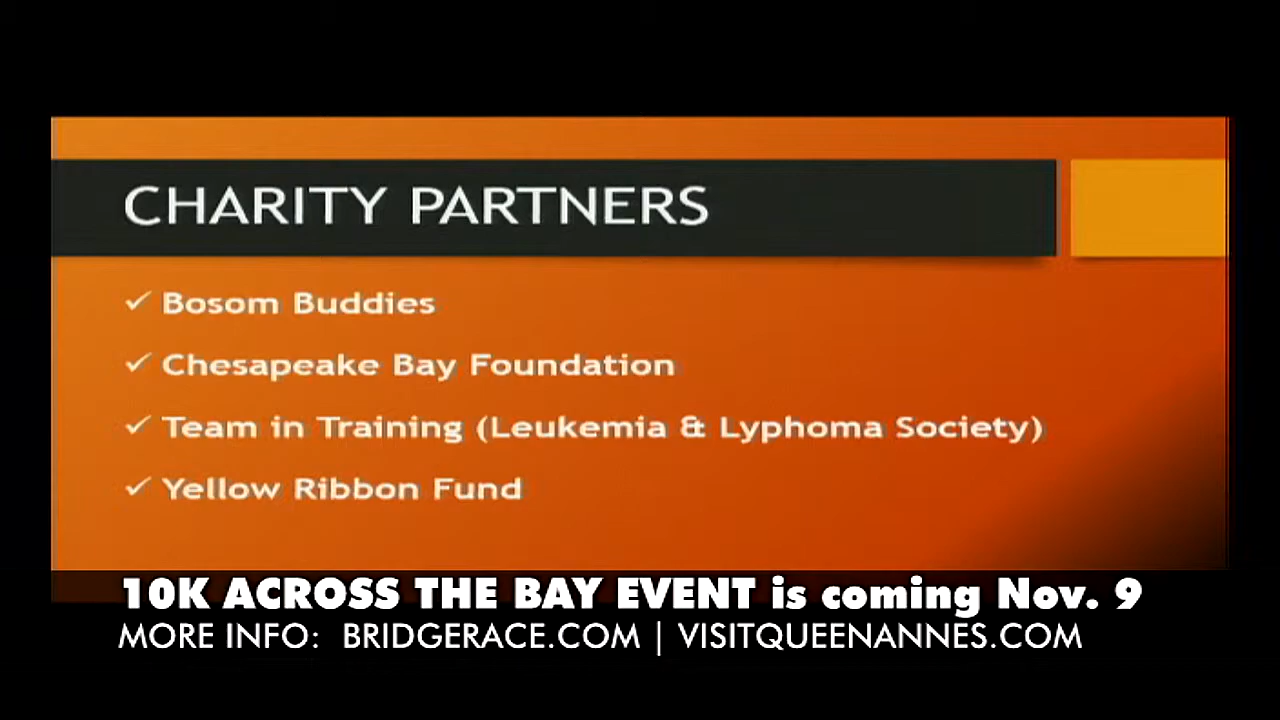 CHARITY PARTNERS
✓ Bosom Buddies
✓ Chesapeake Bay Foundation
✓ Team in Training (Leukemia & Lyphoma Society)
✓ Yellow Ribbon Fund
10K ACROSS THE BAY EVENT is coming Nov. 9
MORE INFO: BRIDGERACE.COM | VISITQUEENANNES.COM